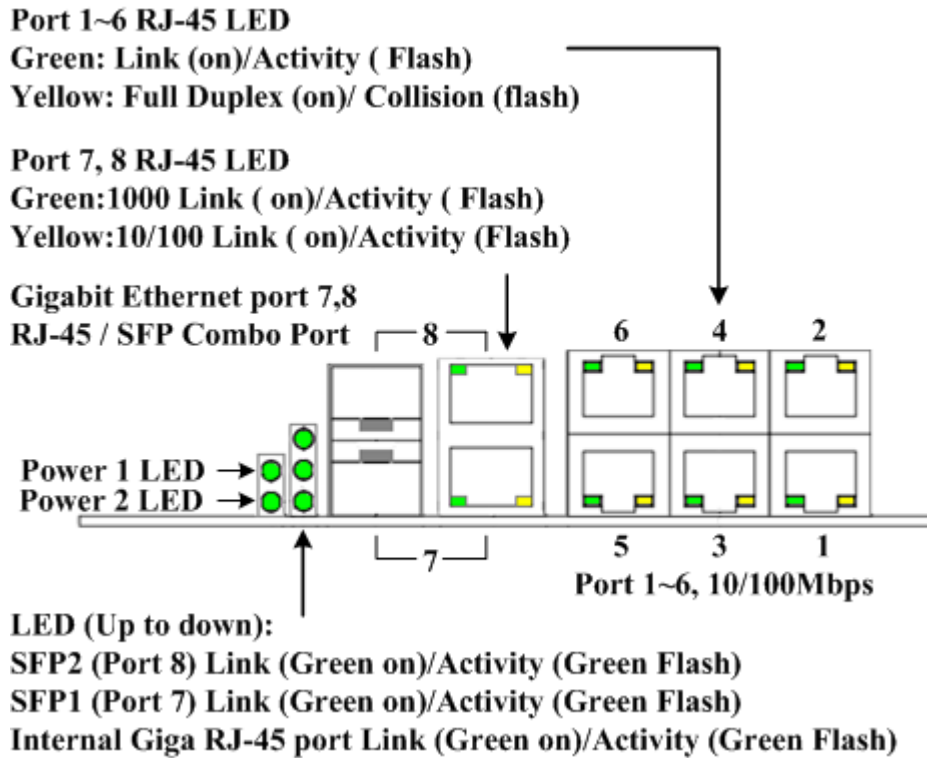 Port 1~6 RJ-45 LED
Green: Link (on)/Activity ( Flash)
Yellow: Full Duplex (on)/ Collision (flash)
Port 7, 8 RJ-45 LED
Green:1000 Link ( on)/Activity ( Flash)
Yellow:10/100 Link ( on)/Activity (Flash)
Gigabit Ethernet port 7,8
RJ-45 / SFP Combo Port
8
6 4 2
Power 1 LED
Power 2 LED
7
5 3 1
Port 1~6, 10/100Mbps
LED (Up to down):
SFP2 (Port 8) Link (Green on)/Activity (Green Flash)
SFP1 (Port 7) Link (Green on)/Activity (Green Flash)
Internal Giga RJ-45 port Link (Green on)/Activity (Green Flash)